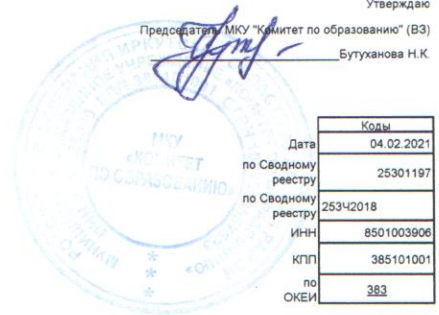 Утверждаю
Председатель МКУ "Комитет по образованию" (ВЗ)
Бутуханова Н.К.
Коды
Дата 04.02.2021
по Сводному реестру 25301197
по Сводному реестру 253Ч2018
ИНН 8501003906
КПП 385101001
по ОКЕИ 383
МКУ
«КОМИТЕТ
ПО ОБРАЗОВАНИЮ»